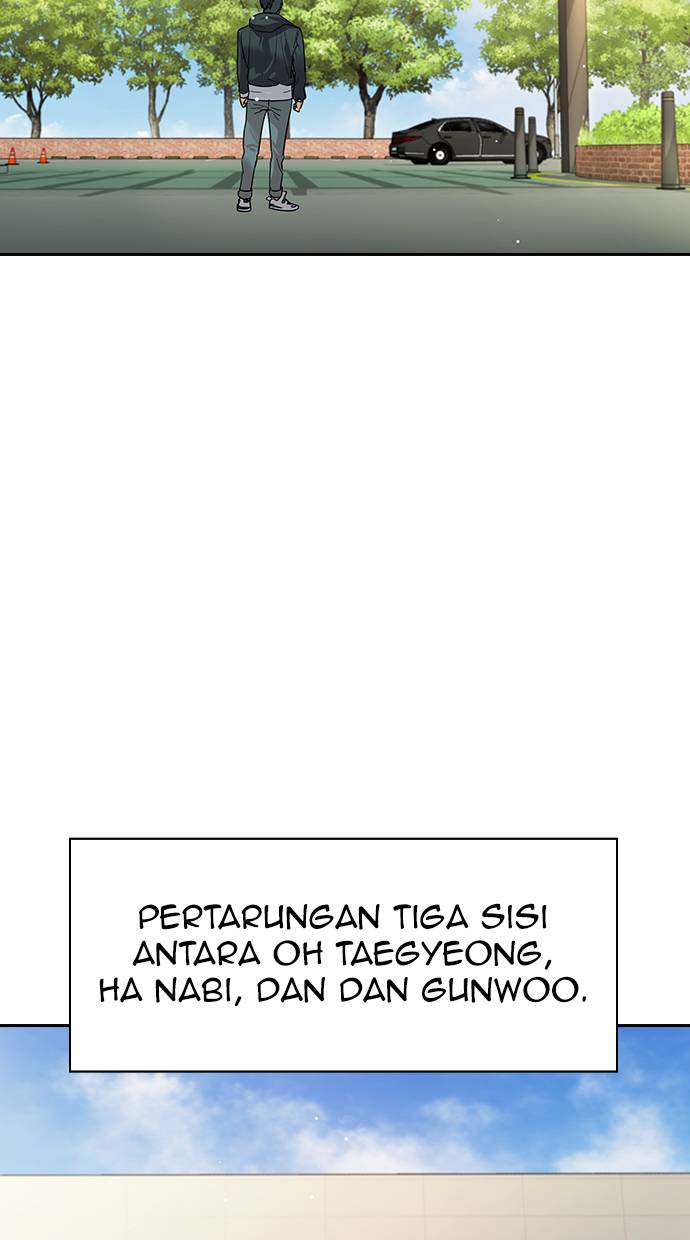 PERTARUNGAN TIGA SISI
ANTARA OH TAEGYEONG,
HA NABI, DAN DAN GUNWOO.